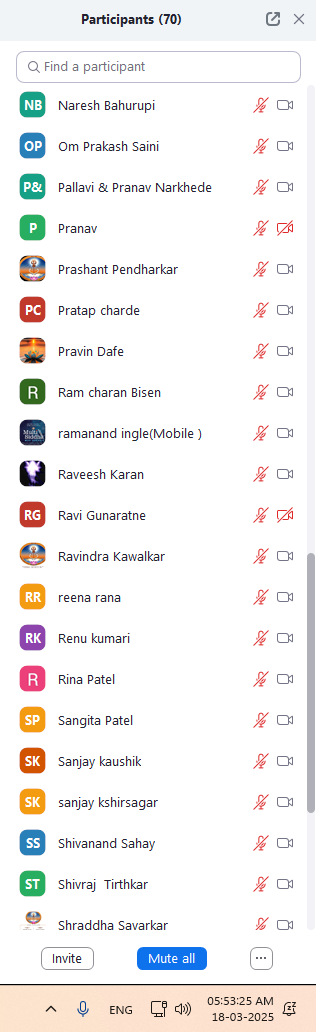 Participants (70)
Find a participant
NB Naresh Bahurupi
OP Om Prakash Saini
P& Pallavi & Pranav Narkhede
P Pranav
Prashant Pendharkar
PC Pratap charde
Pravin Dafe
R Ram charan Bisen
ramanand ingle(Mobile )
Raveesh Karan
RG Ravi Gunaratne
Ravindra Kawalkar
RR reena rana
RK Renu kumari
R Rina Patel
SP Sangita Patel
SK Sanjay kaushik
SK sanjay kshirsagar
SS Shivanand Sahay
ST Shivraj  Tirthkar
Shraddha Savarkar
Invite Mute all ...
ENG 05:53:25 AM
18-03-2025